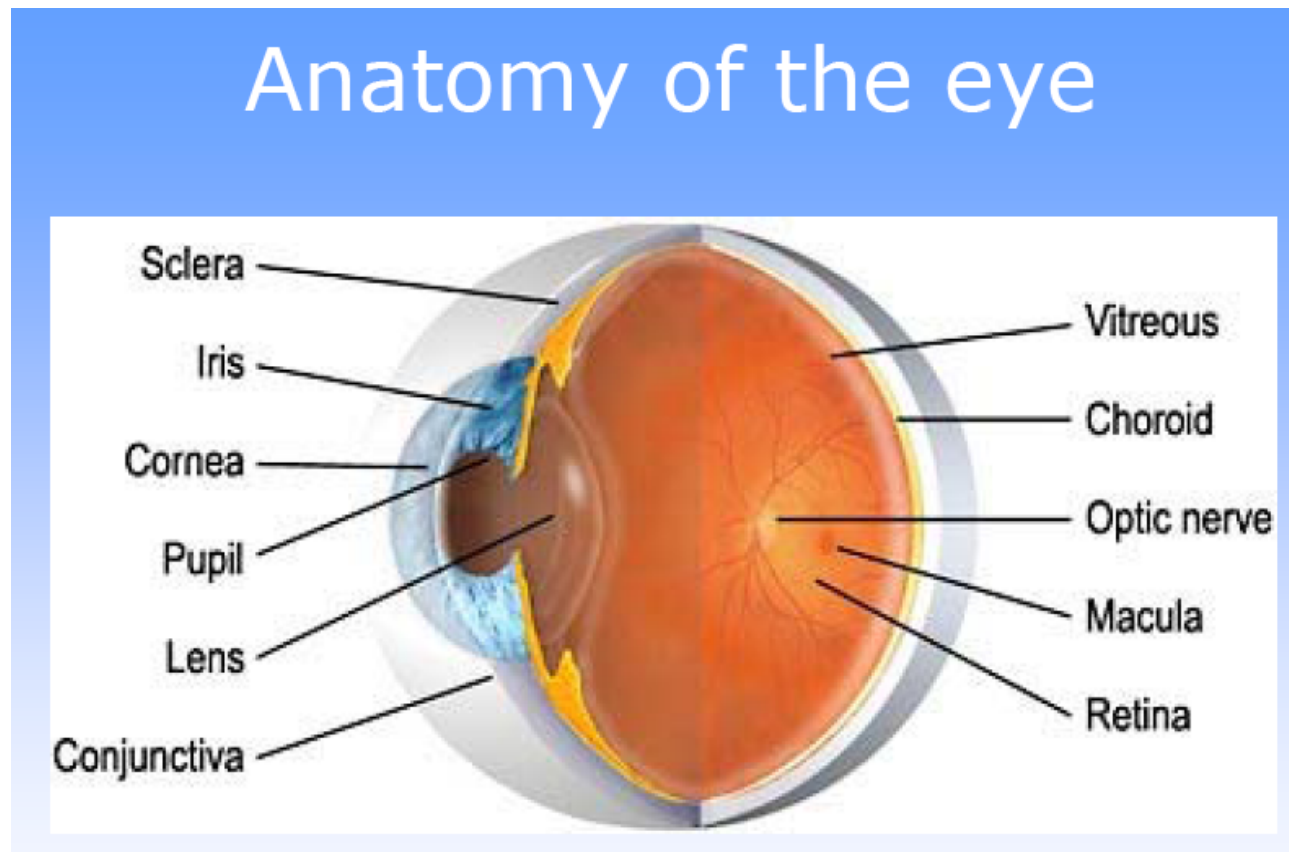 Anatomy of the eye
Sclera
Iris
Cornea
Pupil
Lens
Conjunctiva
Vitreous
Choroid
Optic nerve
Macula
Retina